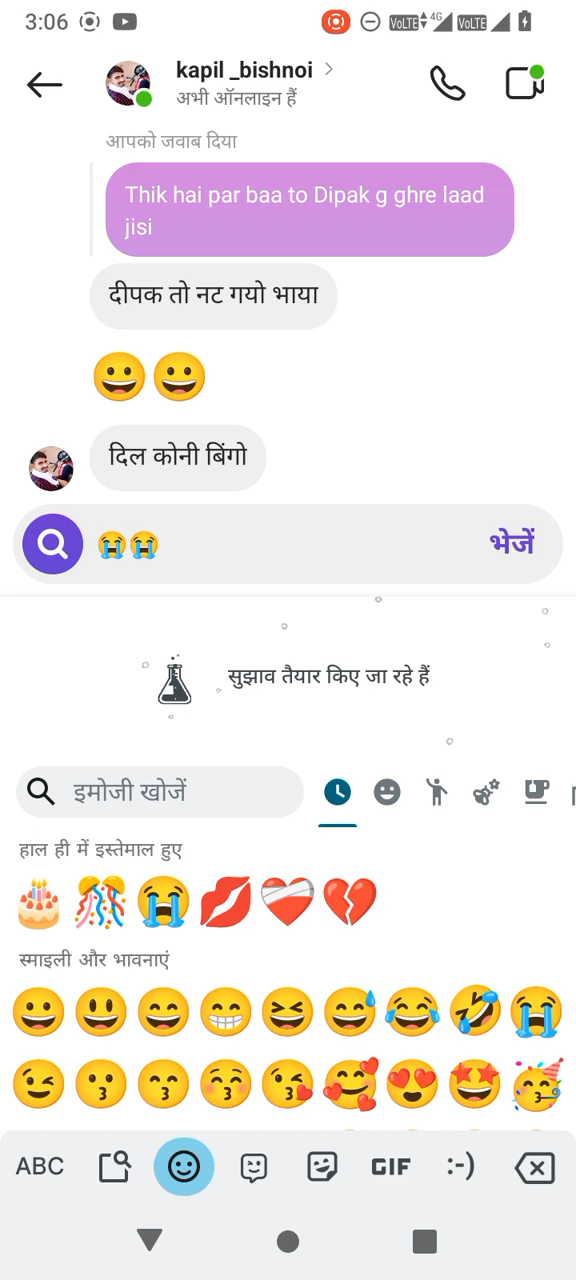 3:06
VoLTE 4G VoLTE
kapil _bishnoi
अभी ऑनलाइन हैं
आपको जवाब दिया
Thik hai par baa to Dipak g ghre laad
jisi
दीपक तो नट गयो भाया
😀😀
दिल कोनी बिंगो
😭😭 भेजें
सुझाव तैयार किए जा रहे हैं
इमोजी खोजें
हाल ही में इस्तेमाल हुए
स्माइली और भावनाएं
ABC GIF :-)